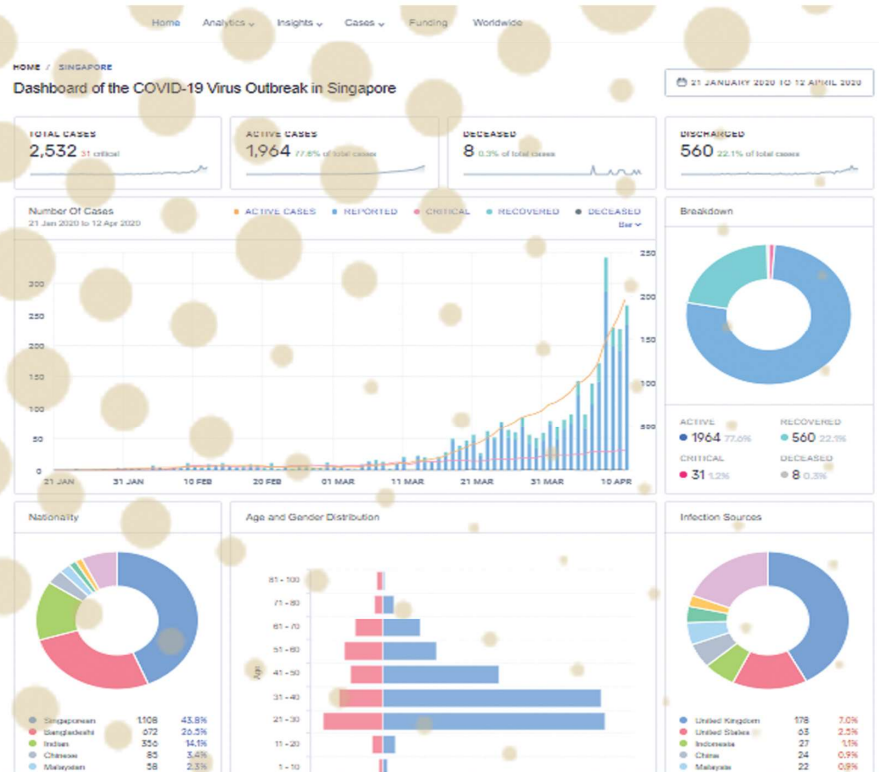 Home Analytics Insights Cases Funding Worldwide
HOME / SINGAPORE
Dashboard of the COVID-19 Virus Outbreak in Singapore
21 JANUARY 2020 TO 12 APRIL 2020
TOTAL CASES
2,532 31 critical
ACTIVE CASES
1,964 77.6% of total cases
DECEASED
8 0.3% of total cases
DISCHARGED
560 22.1% of total cases
Number Of Cases
21 Jan 2020 to 12 Apr 2020
ACTIVE CASES REPORTED CRITICAL RECOVERED DECEASED
Bar
300
250
200
150
100
50
0
250
200
150
100
500
21 JAN 31 JAN 10 FEB 20 FEB 01 MAR 11 MAR 21 MAR 31 MAR 10 APR
Breakdown
ACTIVE RECOVERED
1964 77.6% 560 22.1%
CRITICAL DECEASED
31 1.2% 8 0.3%
Nationality
Singaporean 1,108 43.8%
Bangladeshi 672 26.5%
Indian 356 14.1%
Chinese 85 3.4%
Malaysian 58 2.3%
Age and Gender Distribution
Age
81 - 100
71 - 80
61 - 70
51 - 60
41 - 50
31 - 40
21 - 30
11 - 20
1 - 10
Infection Sources
United Kingdom 178 7.0%
United States 63 2.5%
Indonesia 27 1.1%
China 24 0.9%
Malaysia 22 0.9%